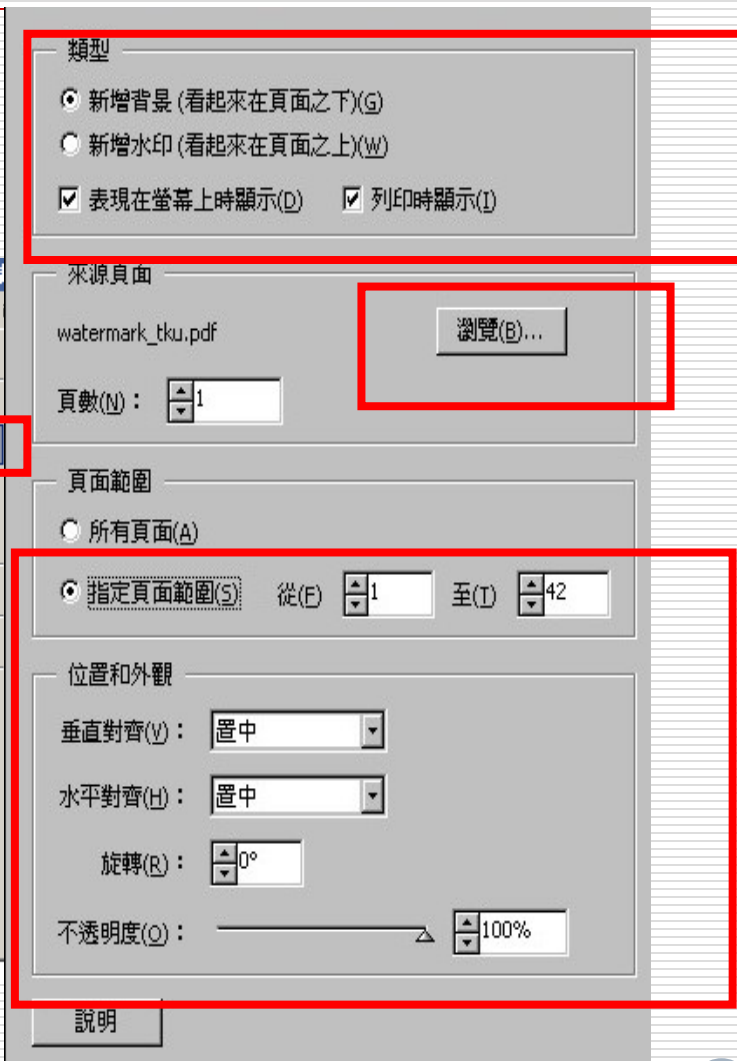 類型
新增背景 (看起來在頁面之下)(G)
新增水印 (看起來在頁面之上)(W)
表現在螢幕上時顯示(D) 列印時顯示(I)
來源頁面
watermark_tku.pdf 瀏覽(B)...
頁數(N)： 1
頁面範圍
所有頁面(A)
指定頁面範圍(S) 從(F) 1 至(T) 42
位置和外觀
垂直對齊(V)： 置中
水平對齊(H)： 置中
旋轉(R)： 0°
不透明度(O)： 100%
說明